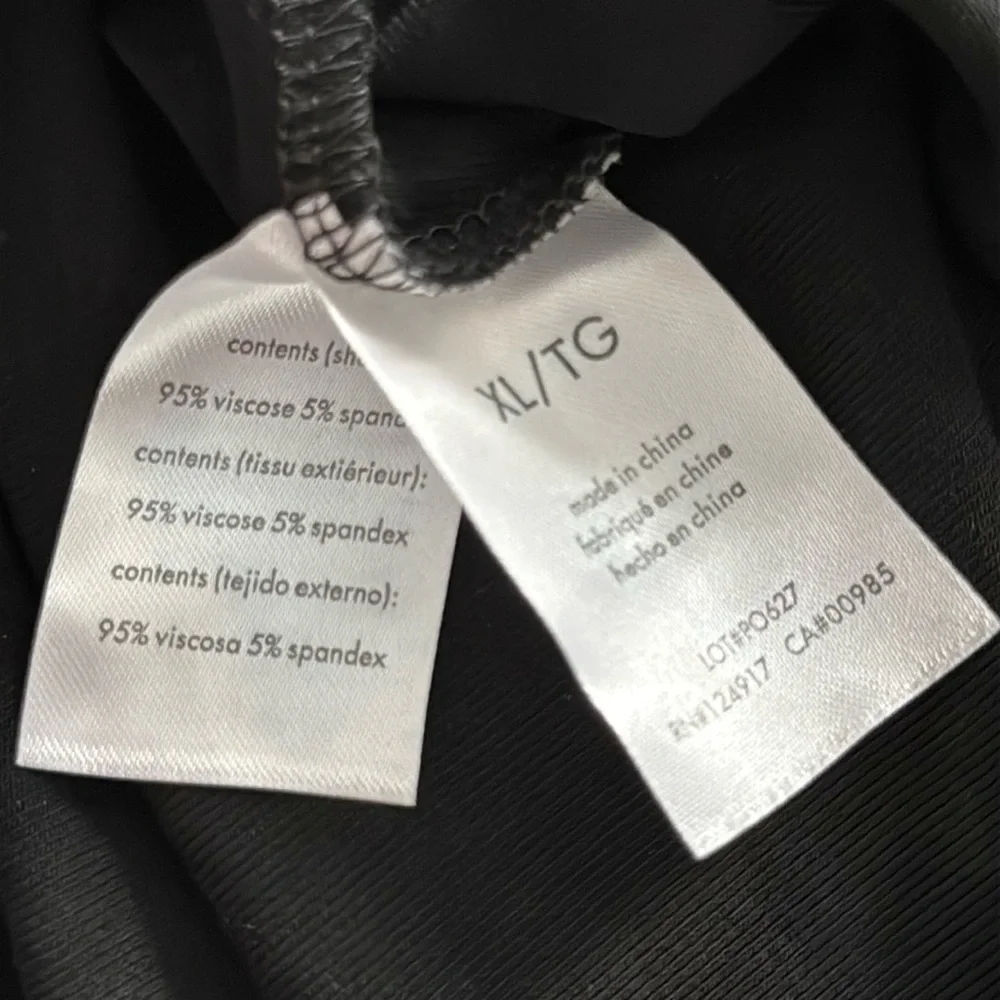 contents (sh
95% viscose 5% spand
contents (tissu extiérieur):
95% viscose 5% spandex
contents (tejido externo):
95% viscosa 5% spandex
XL/TG
made in china
fabriqué en chine
hecho en china
LOT#PO627
RN#124917 CA#00985